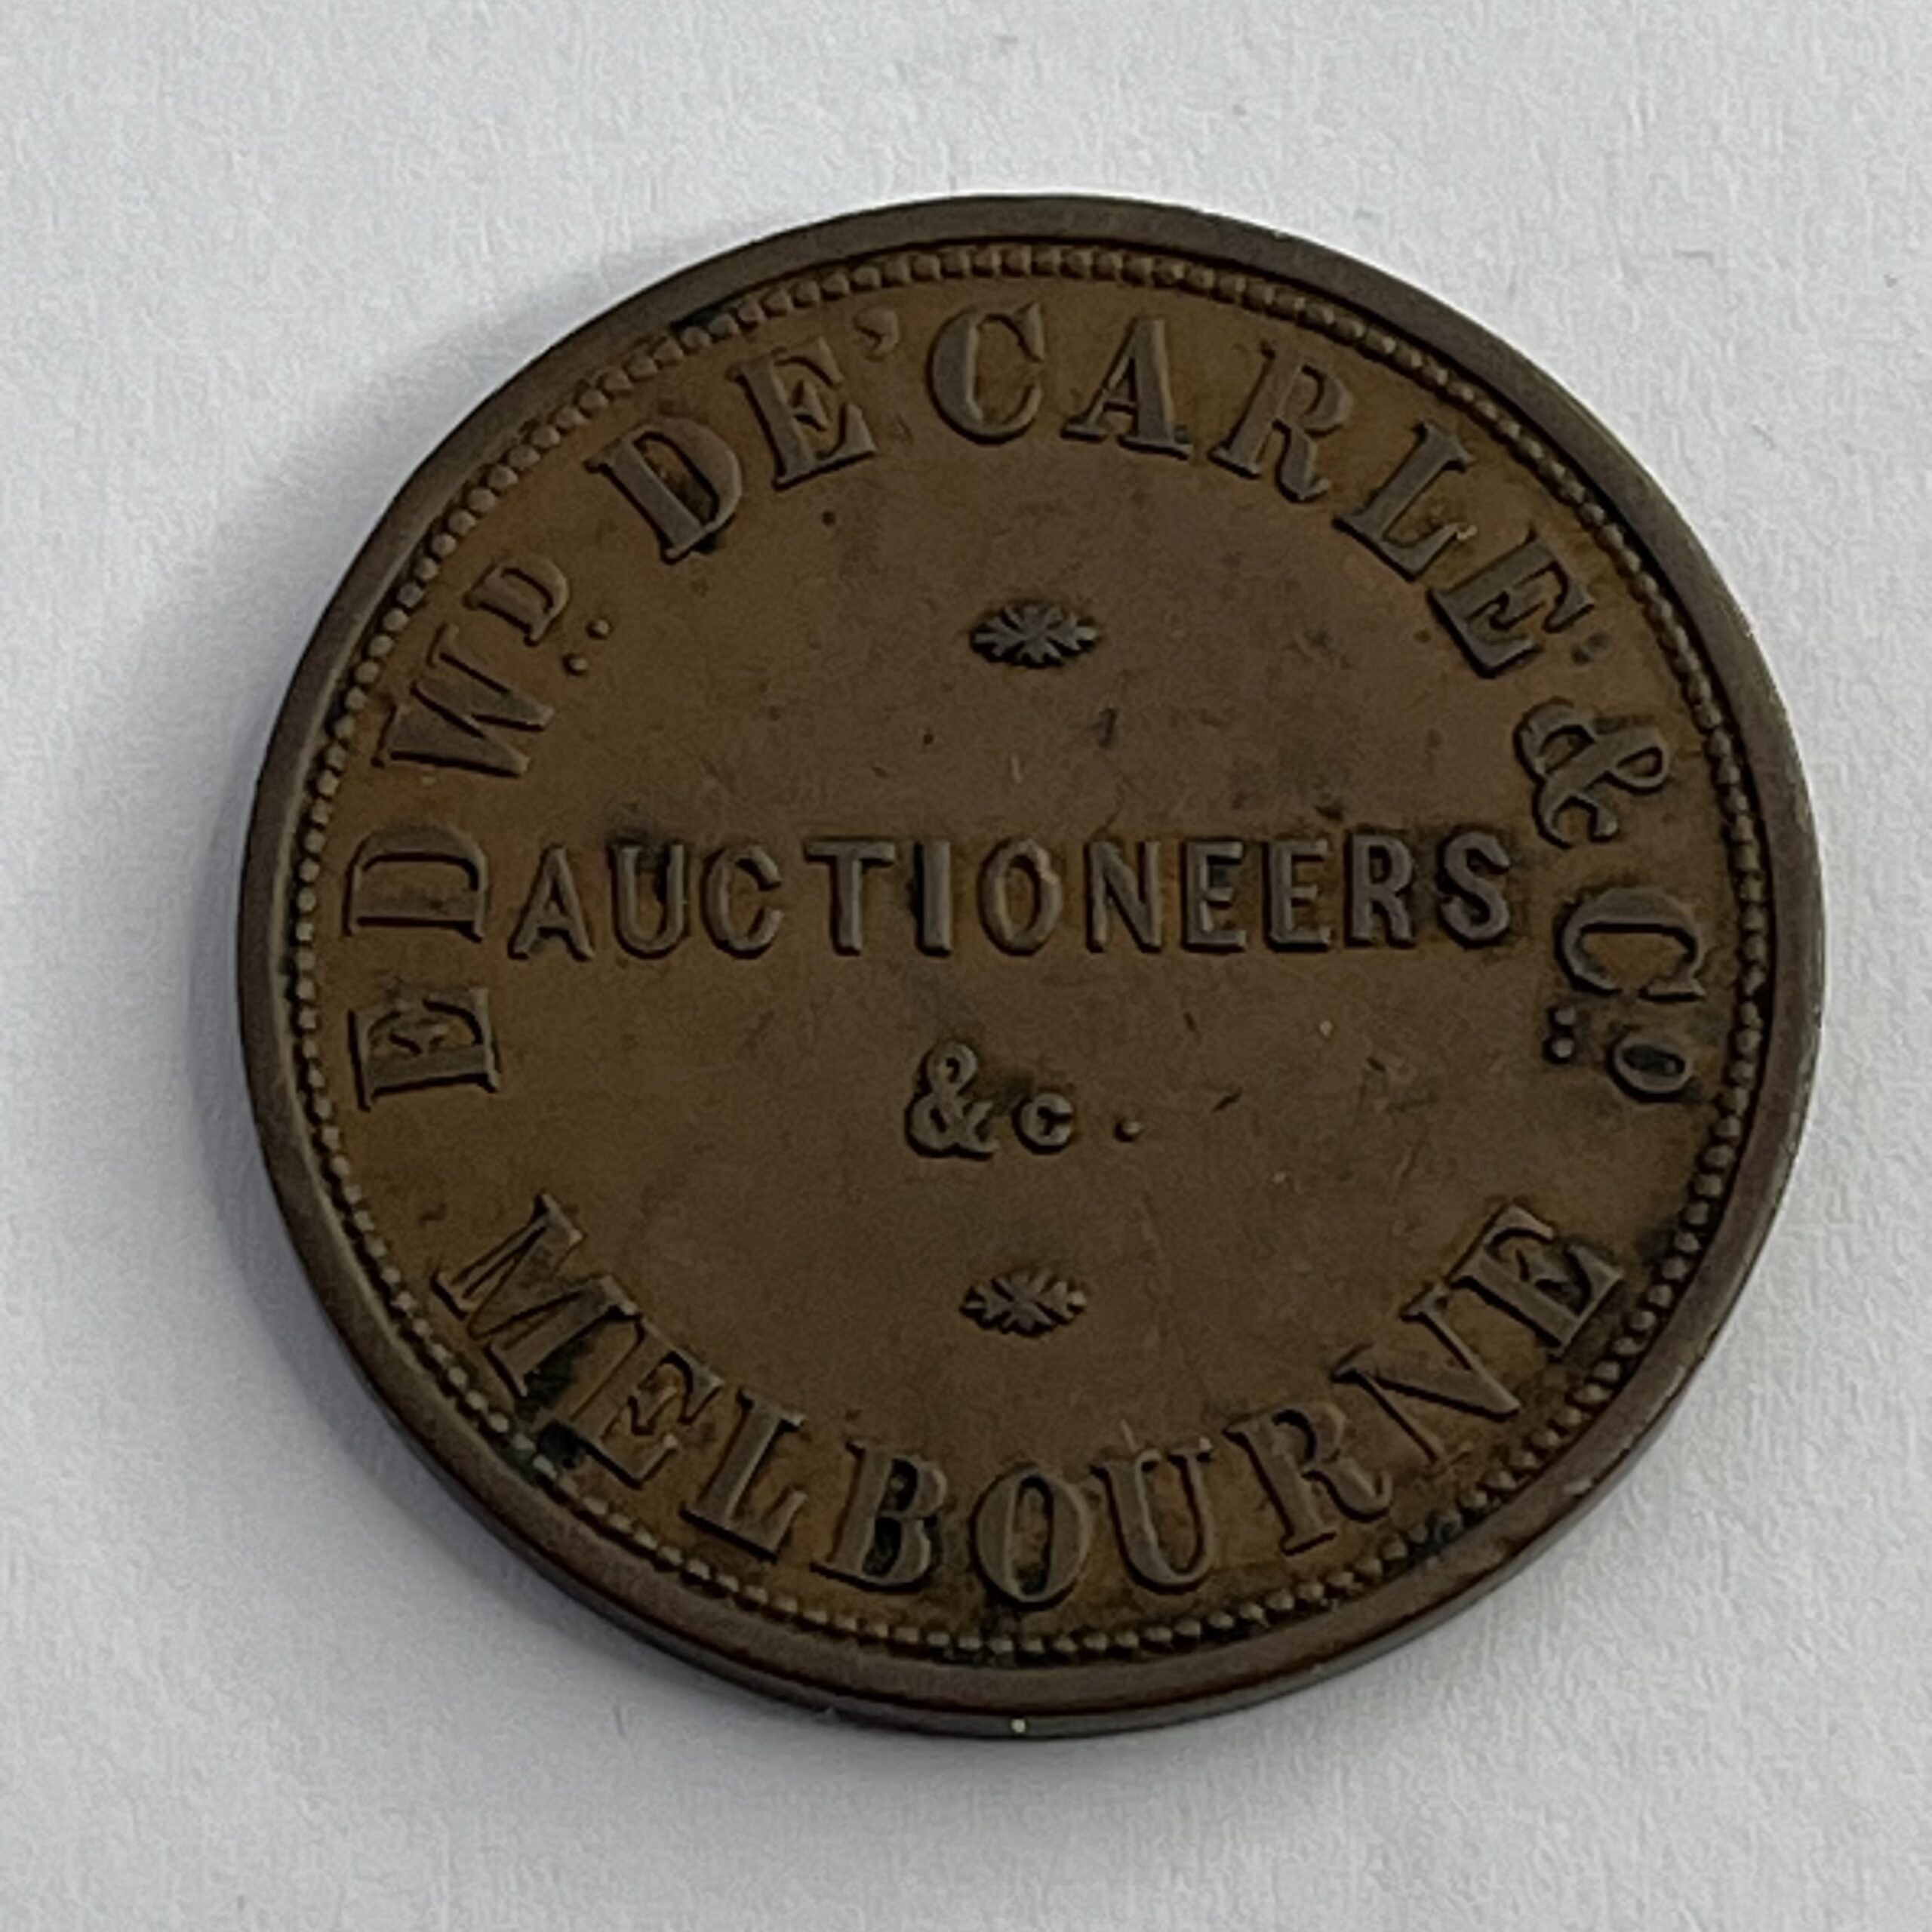 EDWD. DE'CARLE & Co.
AUCTIONEERS
&c.
MELBOURNE